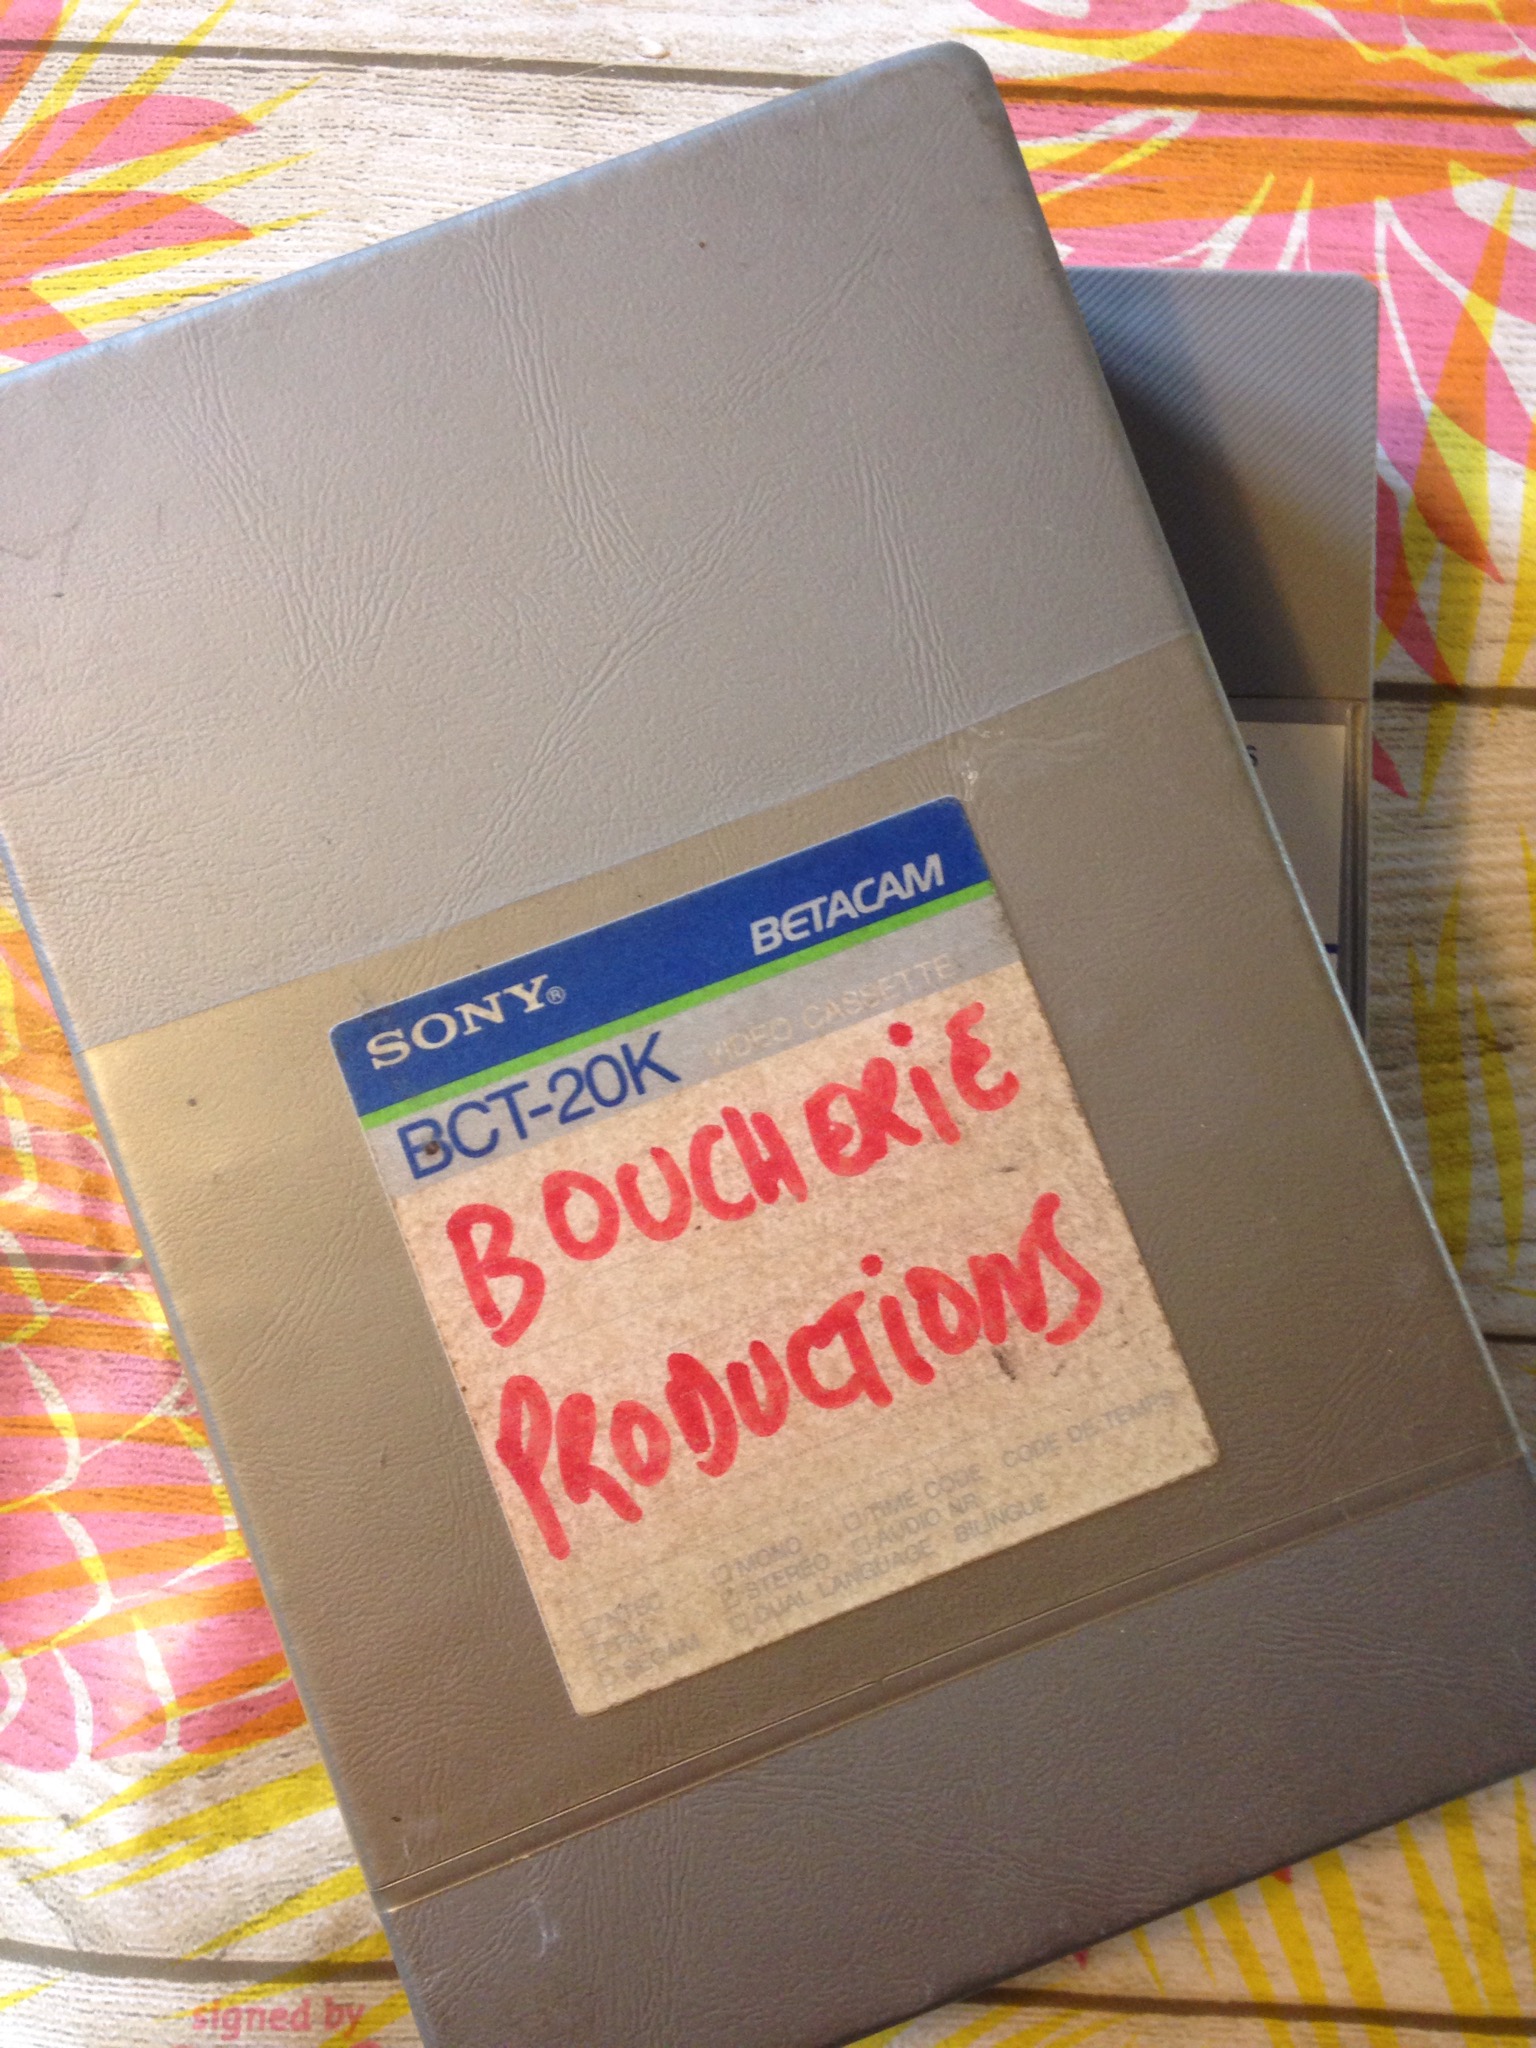 SONY® BETACAM
BCT-20K VIDEO CASSETTE
BOUCHERiE
PRODUCTiONS
☐ NTSC ☐ MONO ☐ TIME CODE CODE DE TEMPS
☐ PAL ☐ STEREO ☐ AUDIO NR
☐ SECAM ☐ DUAL LANGUAGE BILINGUE
signed by